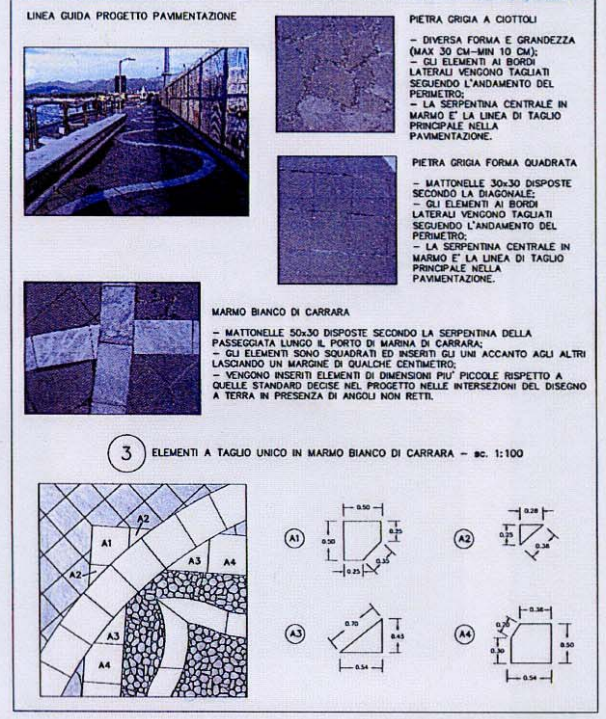 LINEA GUIDA PROGETTO PAVIMENTAZIONE
PIETRA GRIGIA A CIOTTOLI
– DIVERSA FORMA E GRANDEZZA
(MAX 30 CM–MIN 10 CM);
– GLI ELEMENTI AI BORDI
LATERALI VENGONO TAGLIATI
SEGUENDO L'ANDAMENTO DEL
PERIMETRO;
– LA SERPENTINA CENTRALE IN
MARMO E' LA LINEA DI TAGLIO
PRINCIPALE NELLA
PAVIMENTAZIONE.
PIETRA GRIGIA FORMA QUADRATA
– MATTONELLE 30x30 DISPOSTE
SECONDO LA DIAGONALE;
– GLI ELEMENTI AI BORDI
LATERALI VENGONO TAGLIATI
SEGUENDO L'ANDAMENTO DEL
PERIMETRO;
– LA SERPENTINA CENTRALE IN
MARMO E' LA LINEA DI TAGLIO
PRINCIPALE NELLA
PAVIMENTAZIONE.
MARMO BIANCO DI CARRARA
– MATTONELLE 50x30 DISPOSTE SECONDO LA SERPENTINA DELLA
PASSEGGIATA LUNGO IL PORTO DI MARINA DI CARRARA;
– GLI ELEMENTI SONO SQUADRATI ED INSERITI GLI UNI ACCANTO AGLI ALTRI
LASCIANDO UN MARGINE DI QUALCHE CENTIMETRO;
– VENGONO INSERITI ELEMENTI DI DIMENSIONI PIU' PICCOLE RISPETTO A
QUELLE STANDARD DECISE NEL PROGETTO NELLE INTERSEZIONI DEL DISEGNO
A TERRA IN PRESENZA DI ANGOLI NON RETTI.
3 ELEMENTI A TAGLIO UNICO IN MARMO BIANCO DI CARRARA – sc. 1:100
A2
A1
A2
A3 A4
A3
A4
A1
0.50
0.50
0.25
0.35
0.25
A2
0.28
0.25
0.38
A3
0.70
0.45
0.54
A4
0.38
0.20
0.30
0.50
0.54